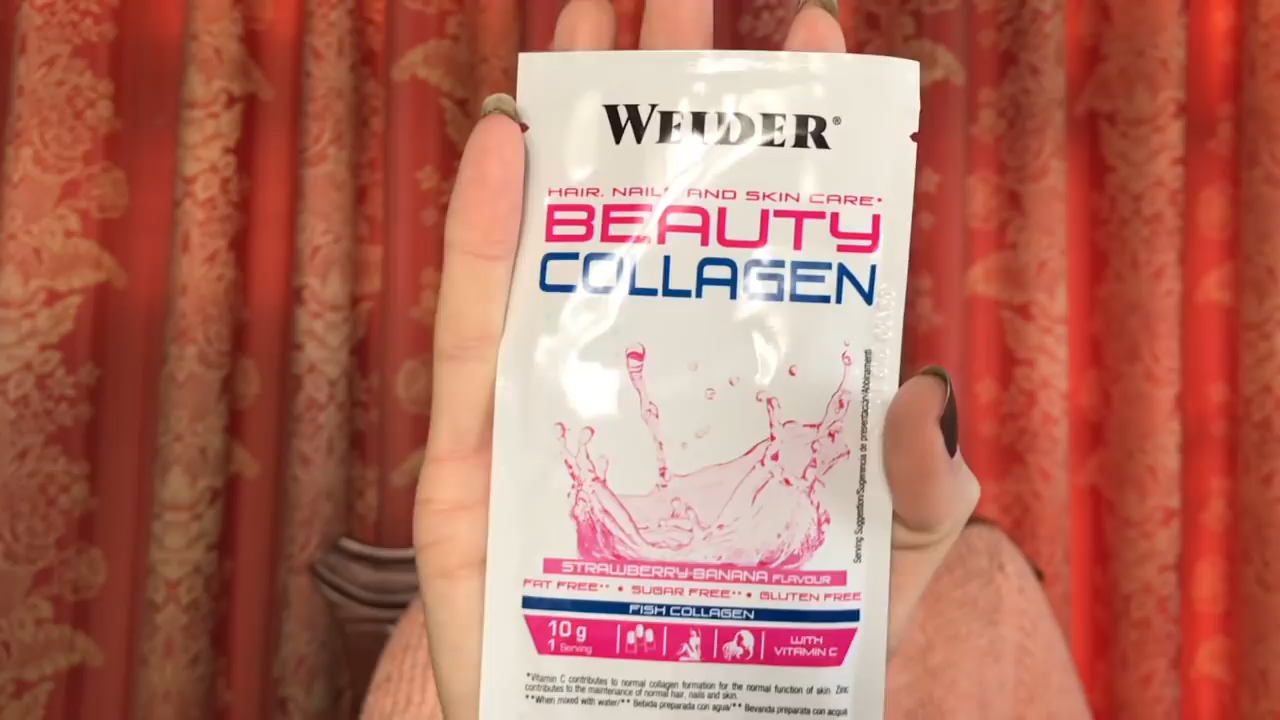 WEIDER®
HAIR, NAILS AND SKIN CARE*
BEAUTY
COLLAGEN
Serving Suggestion/Sugerencia de presentación/Abbinamenti
STRAWBERRY-BANANA FLAVOUR
FAT FREE** • SUGAR FREE** • GLUTEN FREE
FISH COLLAGEN
10 g
1 Serving
WITH
VITAMIN C
*Vitamin C contributes to normal collagen formation for the normal function of skin. Zinc
contributes to the maintenance of normal hair, nails and skin.
**When mixed with water/** Bebida preparada con agua/** Bevanda preparata con acqua